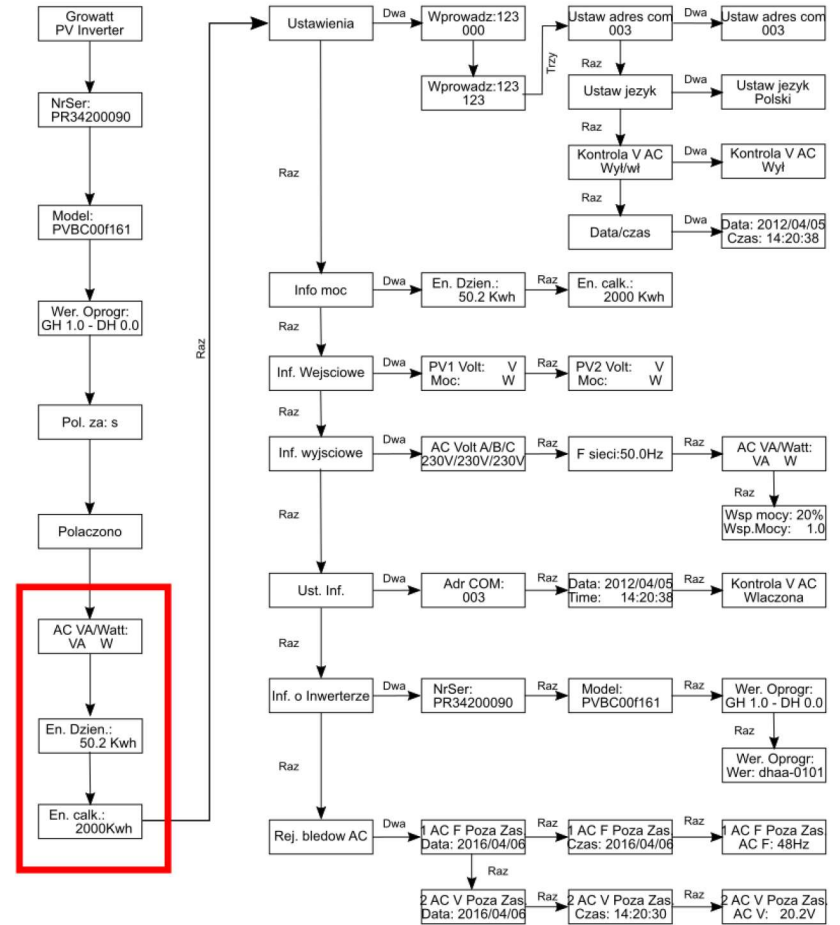 Growatt
PV Inverter
NrSer:
PR34200090
Model:
PVBC00f161
Wer. Oprogr:
GH 1.0 - DH 0.0
Pol. za: s
Polaczono
AC VA/Watt:
VA W
En. Dzien.:
50.2 Kwh
En. calk.:
2000Kwh
Raz
Ustawienia
Dwa
Wprowadz:123
000
Wprowadz:123
123
Trzy
Ustaw adres com
003
Dwa
Ustaw adres com
003
Raz
Ustaw jezyk
Dwa
Ustaw jezyk
Polski
Raz
Kontrola V AC
Wył/wł
Dwa
Kontrola V AC
Wył
Raz
Data/czas
Dwa
Data: 2012/04/05
Czas: 14:20:38
Raz
Info moc
Dwa
En. Dzien.:
50.2 Kwh
Raz
En. calk.:
2000 Kwh
Raz
Inf. Wejsciowe
Dwa
PV1 Volt: V
Moc: W
Raz
PV2 Volt: V
Moc: W
Raz
Inf. wyjsciowe
Dwa
AC Volt A/B/C
230V/230V/230V
Raz
F sieci:50.0Hz
Raz
AC VA/Watt:
VA W
Raz
Wsp mocy: 20%
Wsp.Mocy: 1.0
Raz
Ust. Inf.
Dwa
Adr COM:
003
Raz
Data: 2012/04/05
Time: 14:20:38
Raz
Kontrola V AC
Wlaczona
Raz
Inf. o Inwerterze
Dwa
NrSer:
PR34200090
Raz
Model:
PVBC00f161
Raz
Wer. Oprogr:
GH 1.0 - DH 0.0
Raz
Wer. Oprogr:
Wer: dhaa-0101
Raz
Rej. bledow AC
Dwa
1 AC F Poza Zas.
Data: 2016/04/06
Raz
1 AC F Poza Zas.
Czas: 2016/04/06
Raz
1 AC F Poza Zas.
AC F: 48Hz
Raz
2 AC V Poza Zas.
Data: 2016/04/06
Raz
2 AC V Poza Zas.
Czas: 14:20:30
Raz
2 AC V Poza Zas.
AC V: 20.2V